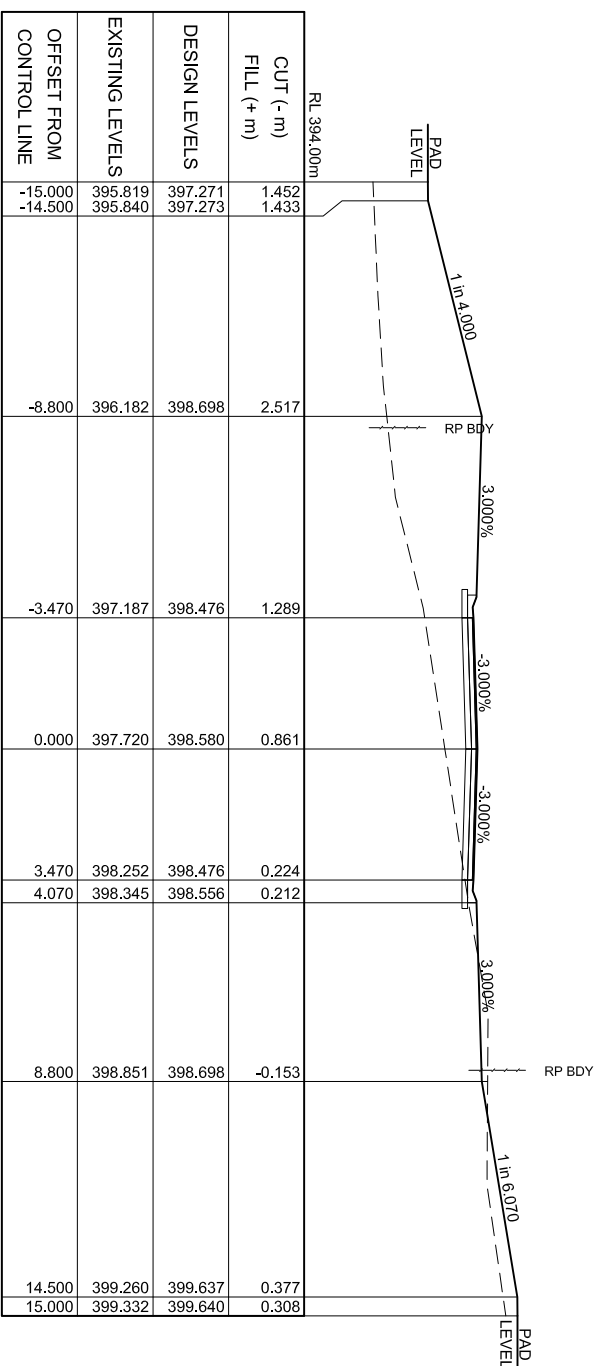 PAD
LEVEL
1 in 4.000
RP BDY
3.000%
-3.000%
-3.000%
3.000%
RP BDY
1 in 6.070
PAD
LEVEL
RL 394.00m
CUT (- m)
FILL (+ m)
1.452
1.433
2.517
1.289
0.861
0.224
0.212
-0.153
0.377
0.308
DESIGN LEVELS
397.271
397.273
398.698
398.476
398.580
398.476
398.556
398.698
399.637
399.640
EXISTING LEVELS
395.819
395.840
396.182
397.187
397.720
398.252
398.345
398.851
399.260
399.332
OFFSET FROM
CONTROL LINE
-15.000
-14.500
-8.800
-3.470
0.000
3.470
4.070
8.800
14.500
15.000